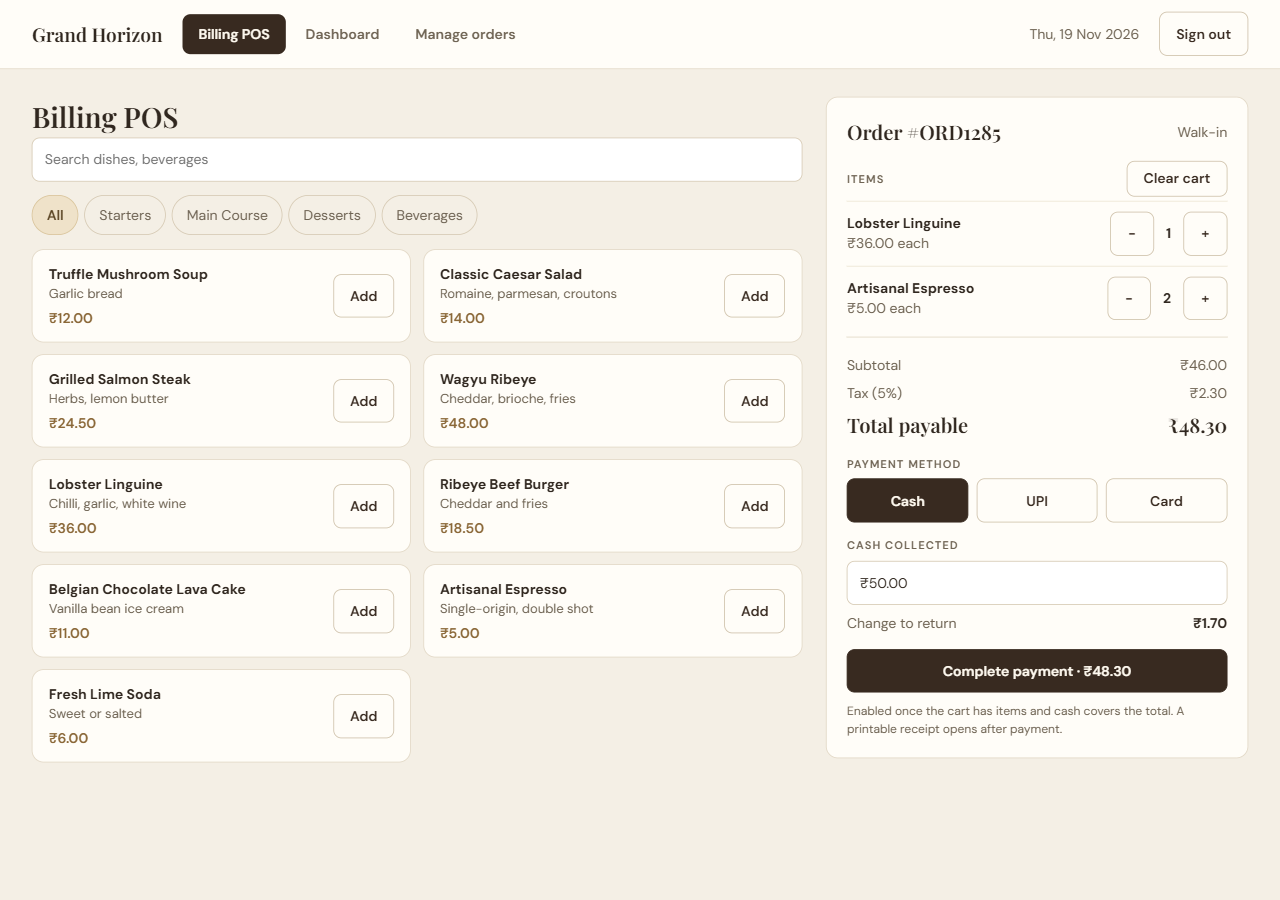 Grand Horizon
Billing POS
Dashboard
Manage orders
Thu, 19 Nov 2026
Sign out
Billing POS
Search dishes, beverages
All
Starters
Main Course
Desserts
Beverages
Truffle Mushroom Soup
Garlic bread
₹12.00
Add
Classic Caesar Salad
Romaine, parmesan, croutons
₹14.00
Add
Grilled Salmon Steak
Herbs, lemon butter
₹24.50
Add
Wagyu Ribeye
Cheddar, brioche, fries
₹48.00
Add
Lobster Linguine
Chilli, garlic, white wine
₹36.00
Add
Ribeye Beef Burger
Cheddar and fries
₹18.50
Add
Belgian Chocolate Lava Cake
Vanilla bean ice cream
₹11.00
Add
Artisanal Espresso
Single-origin, double shot
₹5.00
Add
Fresh Lime Soda
Sweet or salted
₹6.00
Add
Order #ORD1285
Walk-in
ITEMS
Clear cart
Lobster Linguine
₹36.00 each
- 1 +
Artisanal Espresso
₹5.00 each
- 2 +
Subtotal ₹46.00
Tax (5%) ₹2.30
Total payable ₹48.30
PAYMENT METHOD
Cash
UPI
Card
CASH COLLECTED
₹50.00
Change to return ₹1.70
Complete payment · ₹48.30
Enabled once the cart has items and cash covers the total. A
printable receipt opens after payment.